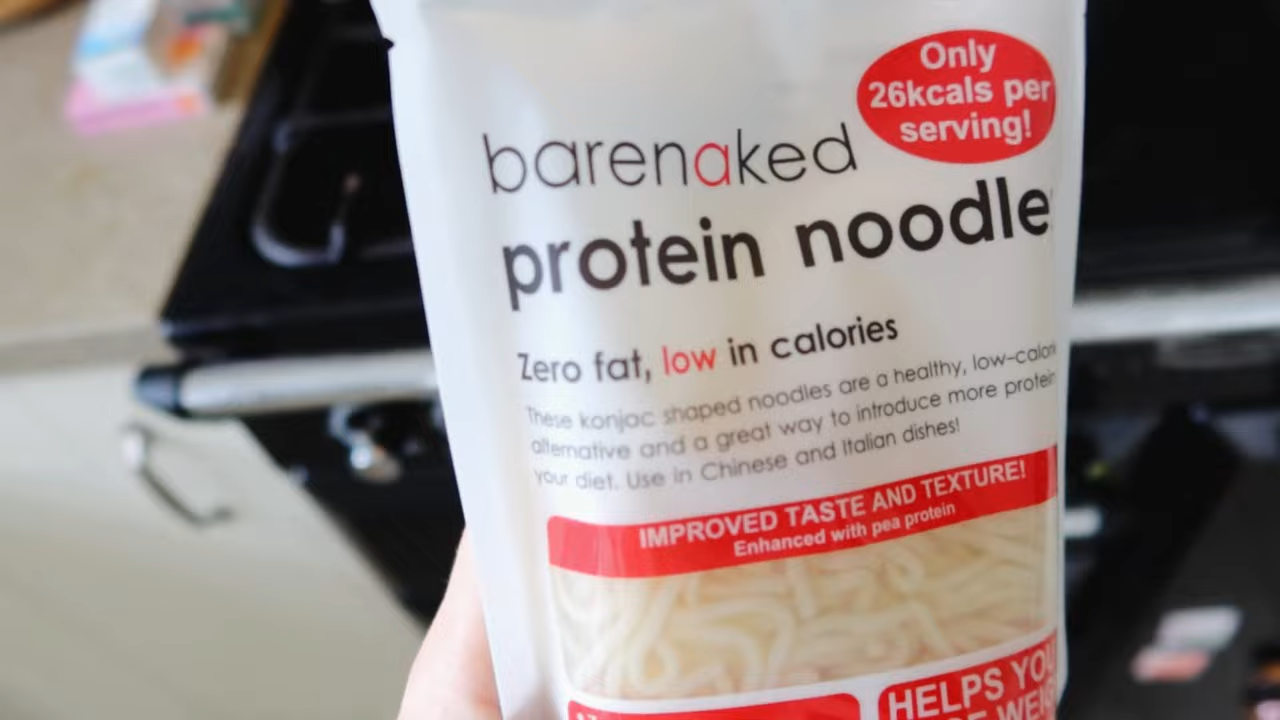 Only
26kcals per
serving!
barenaked
protein noodle
Zero fat, low in calories
These konjac shaped noodles are a healthy, low-calori
alternative and a great way to introduce more protein
your diet. Use in Chinese and Italian dishes!
IMPROVED TASTE AND TEXTURE!
Enhanced with pea protein
HELPS YOU